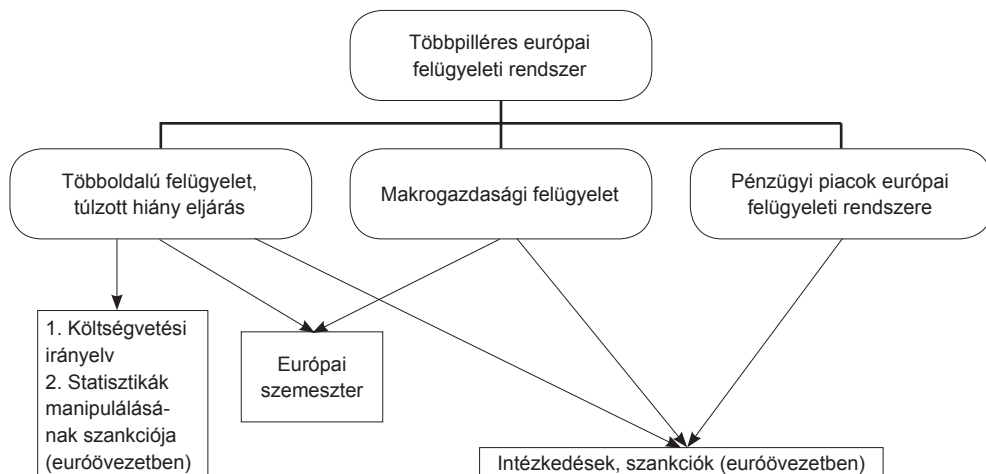 Többpilléres európai
felügyeleti rendszer
Többoldalú felügyelet,
túlzott hiány eljárás
Makrogazdasági felügyelet
Pénzügyi piacok európai
felügyeleti rendszere
1. Költségvetési
irányelv
2. Statisztikák
manipulálásá-
nak szankciója
(euróövezetben)
Európai
szemeszter
Intézkedések, szankciók (euróövezetben)